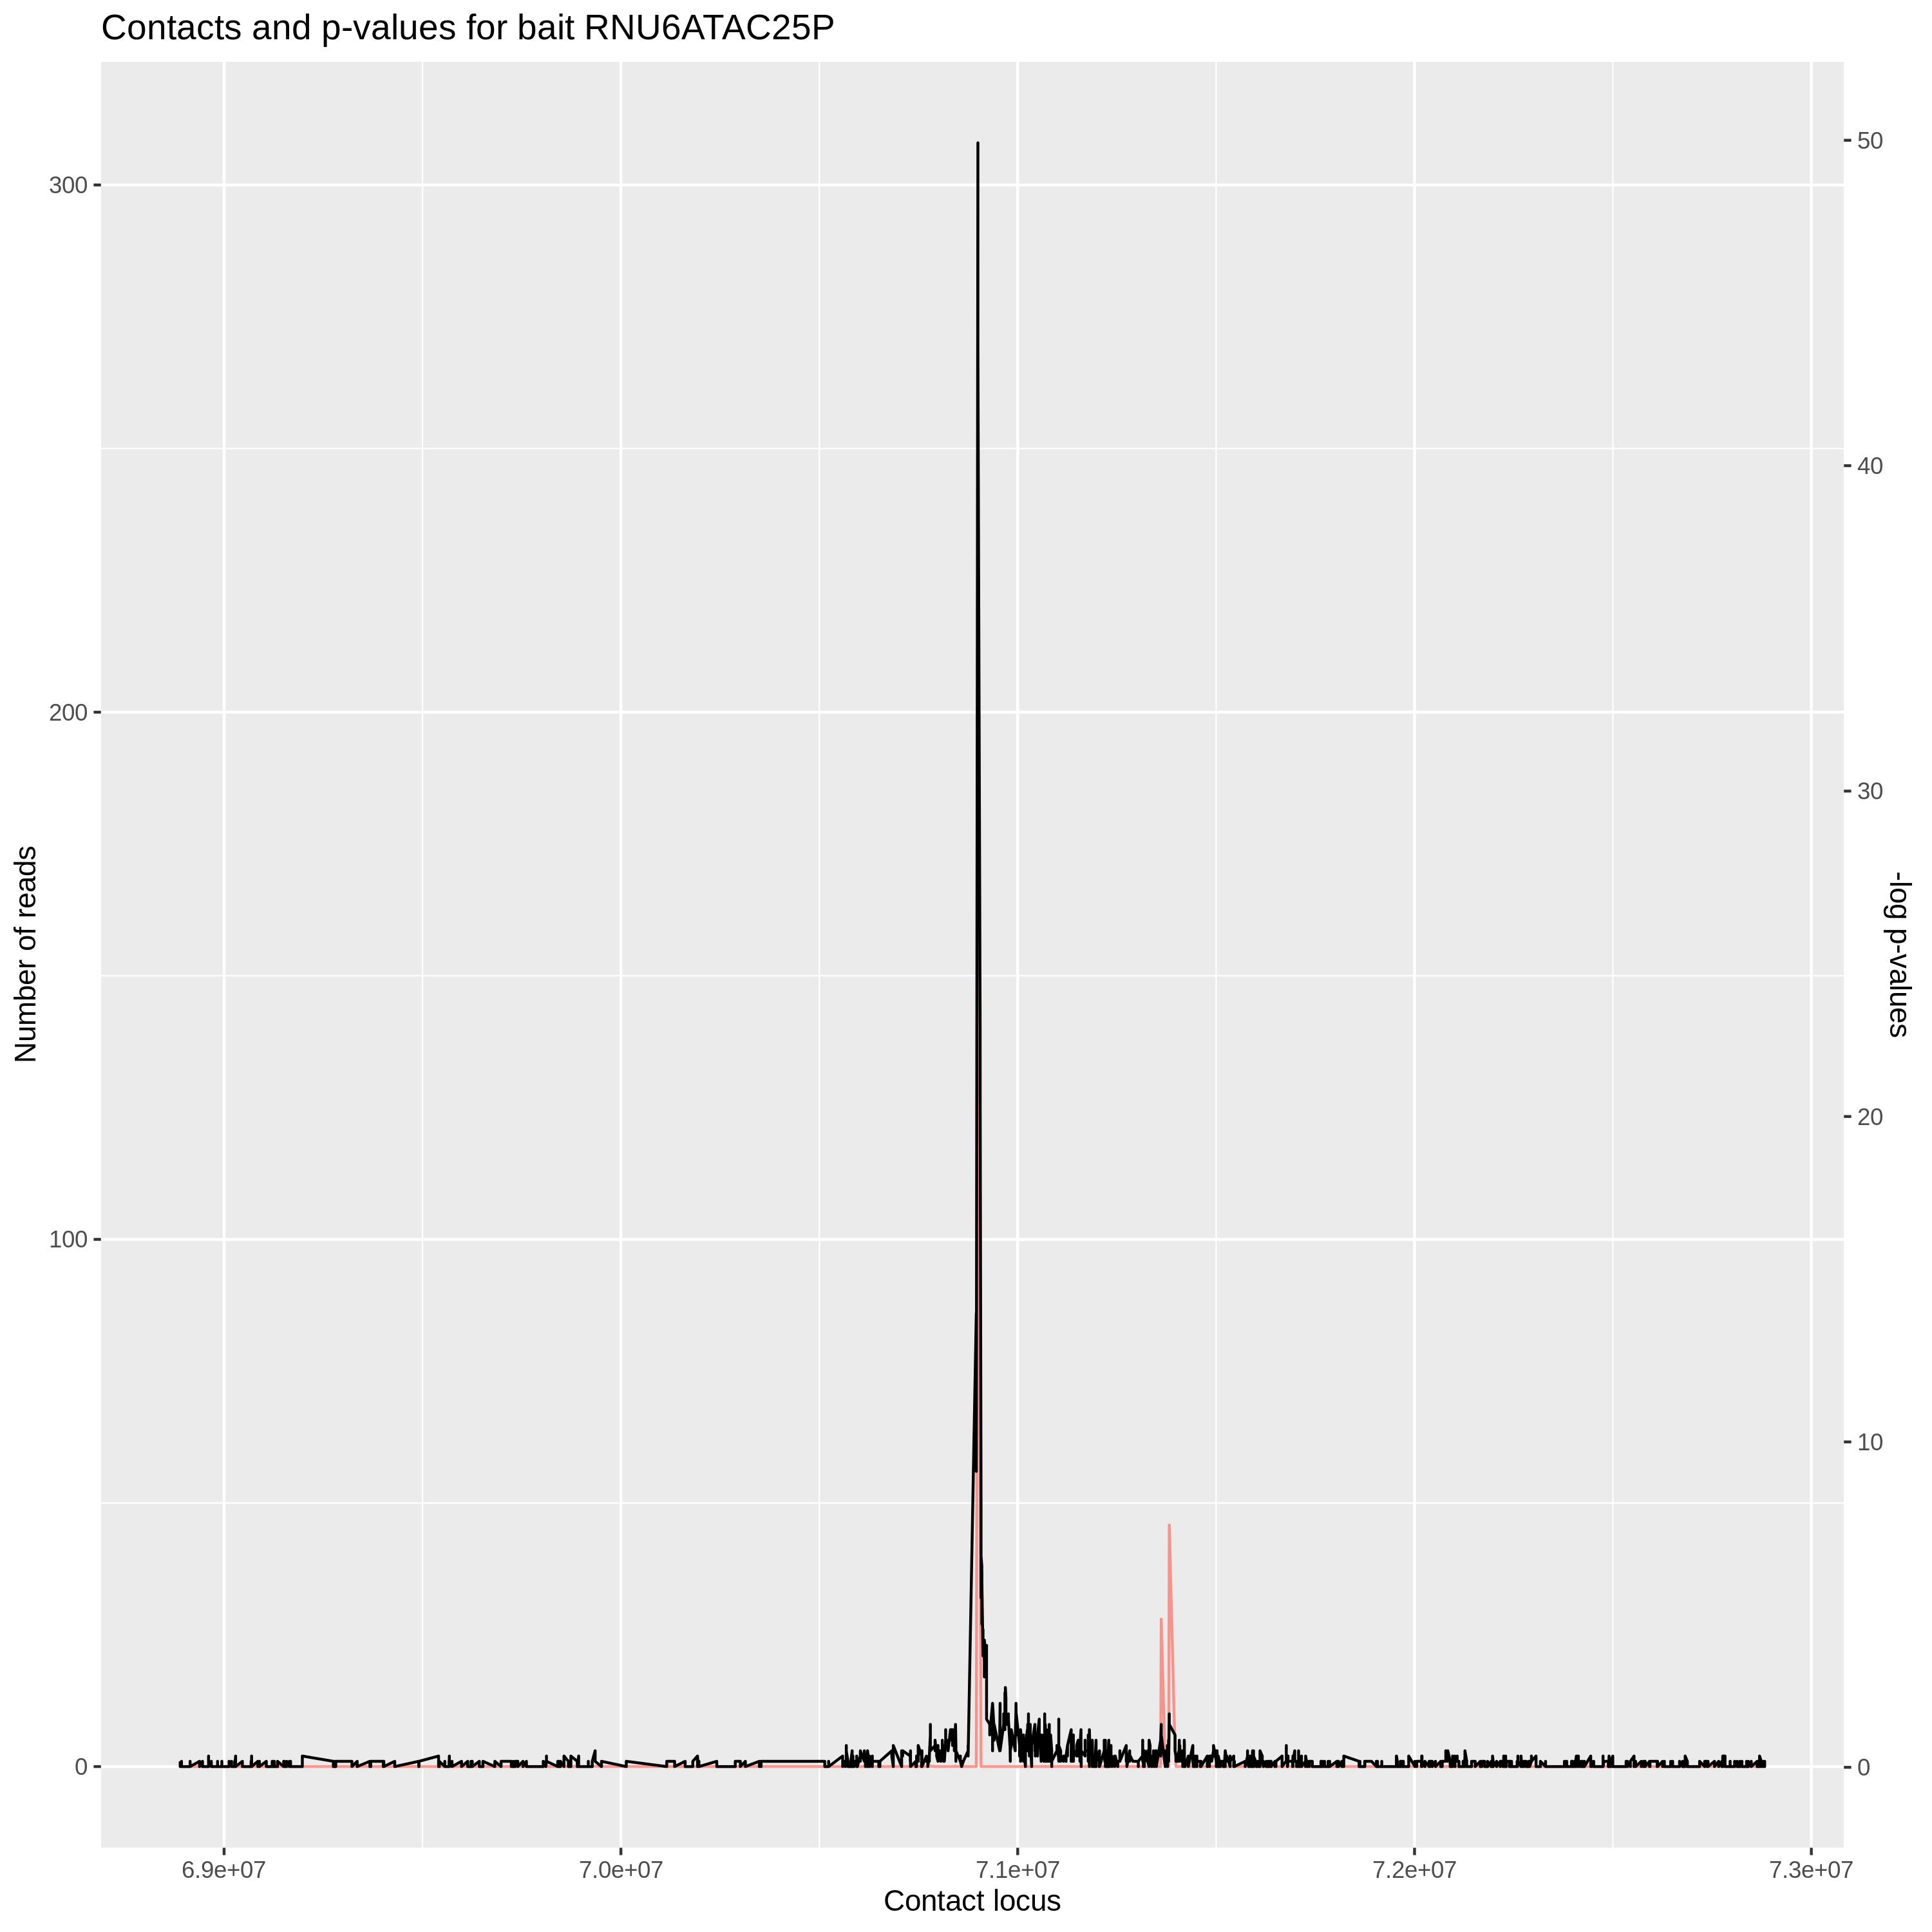 Contacts and p-values for bait RNU6ATAC25P
300
200
100
0
Number of reads
50
40
30
20
10
0
-log p-values
6.9e+07 7.0e+07 7.1e+07 7.2e+07 7.3e+07
Contact locus